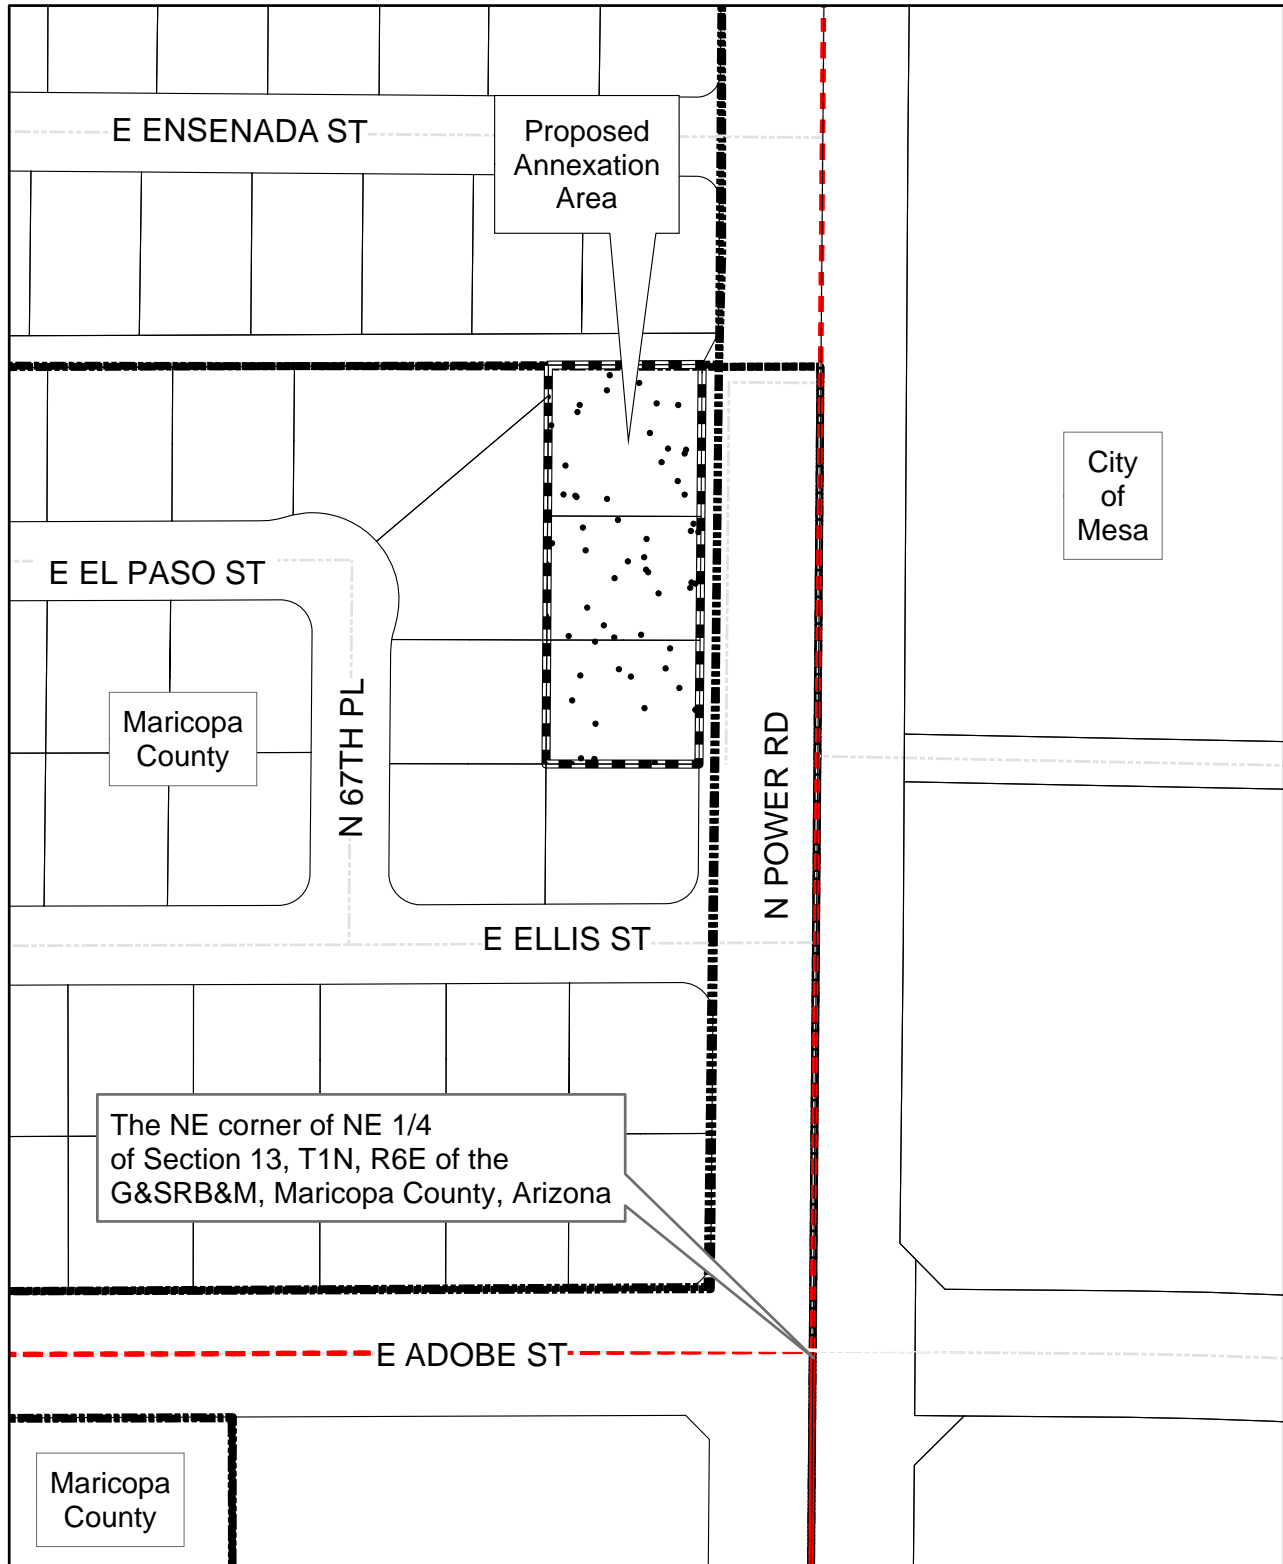 E ENSENADA ST
Proposed
Annexation
Area
City
of
Mesa
E EL PASO ST
Maricopa
County
N 67TH PL
N POWER RD
E ELLIS ST
The NE corner of NE 1/4
of Section 13, T1N, R6E of the
G&SRB&M, Maricopa County, Arizona
E ADOBE ST
Maricopa
County